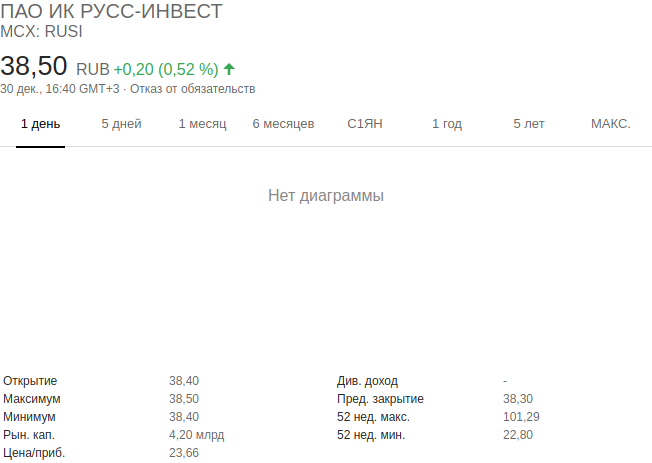 ПАО ИК РУСС-ИНВЕСТ
MCX: RUSI
38,50 RUB +0,20 (0,52 %)
30 дек., 16:40 GMT+3 · Отказ от обязательств
1 день 5 дней 1 месяц 6 месяцев С1ЯН 1 год 5 лет МАКС.
Нет диаграммы
Открытие 38,40 Див. доход -
Максимум 38,50 Пред. закрытие 38,30
Минимум 38,40 52 нед. макс. 101,29
Рын. кап. 4,20 млрд 52 нед. мин. 22,80
Цена/приб. 23,66